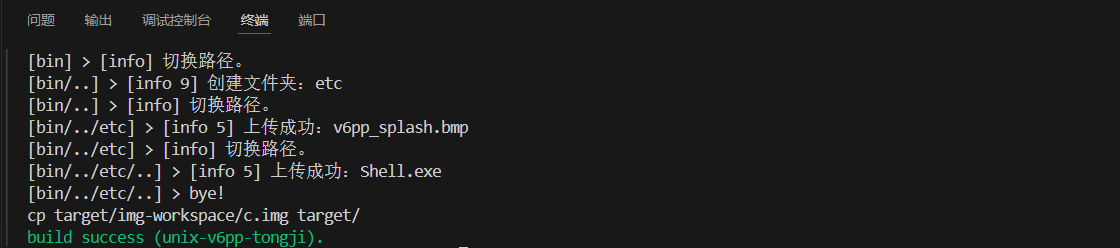 问题 输出 调试控制台 终端 端口
[bin] > [info] 切换路径。
[bin/..] > [info 9] 创建文件夹：etc
[bin/..] > [info] 切换路径。
[bin/../etc] > [info 5] 上传成功：v6pp_splash.bmp
[bin/../etc] > [info] 切换路径。
[bin/../etc/..] > [info 5] 上传成功：Shell.exe
[bin/../etc/..] > bye!
cp target/img-workspace/c.img target/
build success (unix-v6pp-tongji).